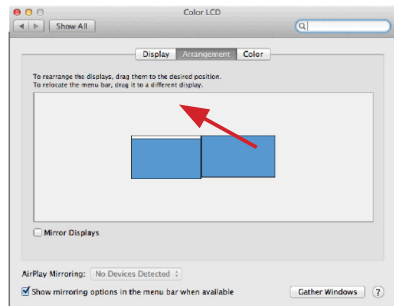 Color LCD
Show All
Display Arrangement Color
To rearrange the displays, drag them to the desired position.
To relocate the menu bar, drag it to a different display.
Mirror Displays
AirPlay Mirroring: No Devices Detected
Show mirroring options in the menu bar when available
Gather Windows ?